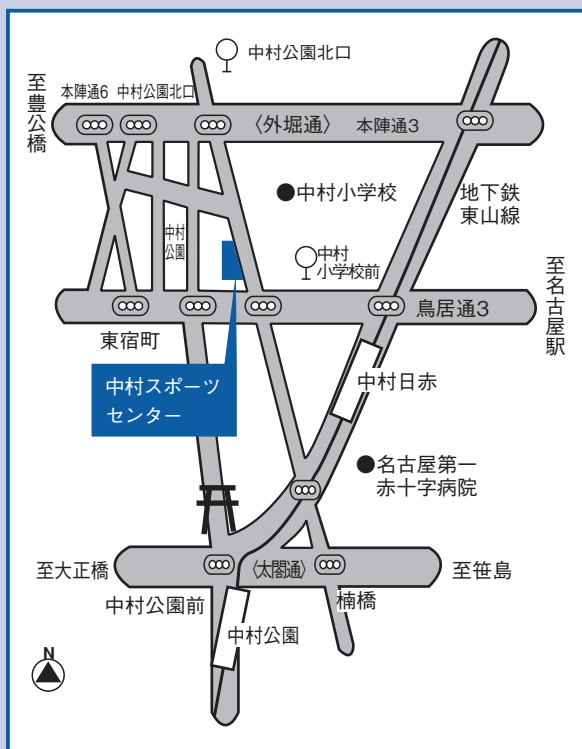 中村公園北口
至豊公橋
本陣通6
中村公園北口
〈外堀通〉
本陣通3
中村小学校
地下鉄
東山線
中村
公園
中村
小学校前
至名古屋駅
鳥居通3
東宿町
中村スポーツ
センター
中村日赤
名古屋第一
赤十字病院
至大正橋
〈太閤通〉
至笹島
中村公園前
楠橋
中村公園
N